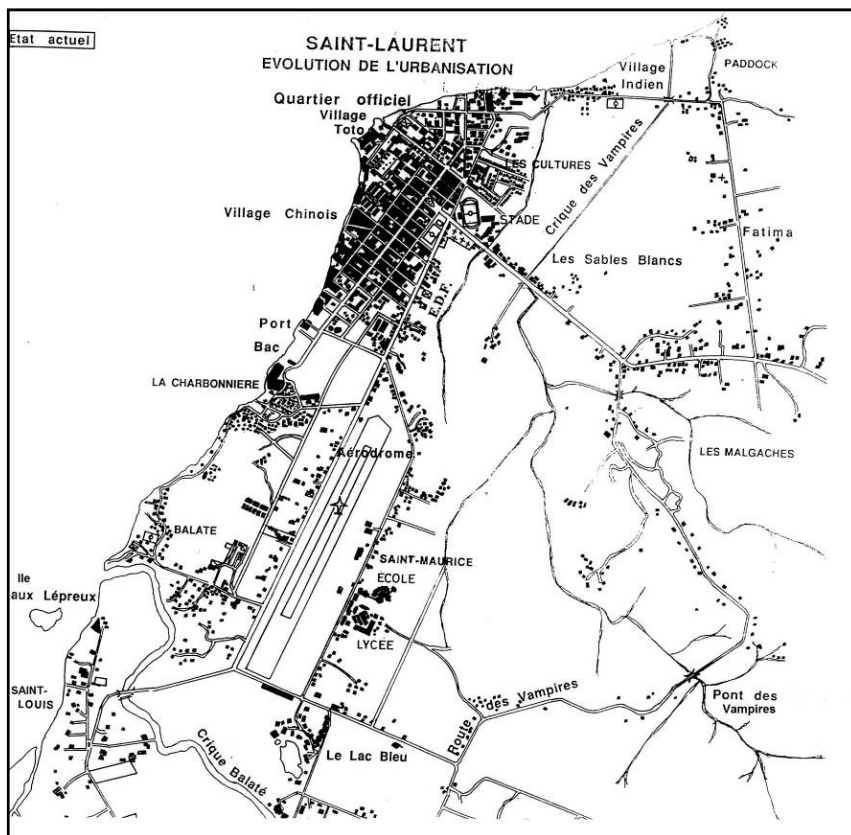 Etat actuel
SAINT-LAURENT
EVOLUTION DE L'URBANISATION
Village
Indien
PADDOCK
Quartier officiel
Village
Toto
LES CULTURES
Crique des Vampires
Village Chinois
STADE
Fatima
Les Sables Blancs
E.D.F.
Port
Bac
LA CHARBONNIERE
Aérodrome
LES MALGACHES
BALATE
SAINT-MAURICE
ECOLE
Ile
aux Lépreux
LYCEE
SAINT-
LOUIS
Route des Vampires
Pont des
Vampires
Crique Balaté
Le Lac Bleu